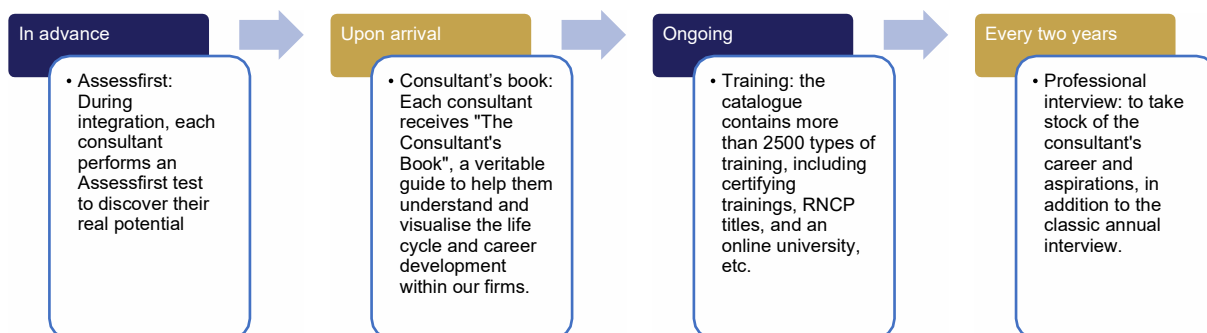 In advance
• Assessfirst:
During
integration, each
consultant
performs an
Assessfirst test
to discover their
real potential
Upon arrival
• Consultant's book:
Each consultant
receives "The
Consultant's
Book", a veritable
guide to help them
understand and
visualise the life
cycle and career
development
within our firms.
Ongoing
• Training: the
catalogue
contains more
than 2500 types of
training, including
certifying
trainings, RNCP
titles, and an
online university,
etc.
Every two years
• Professional
interview: to take
stock of the
consultant's
career and
aspirations, in
addition to the
classic annual
interview.